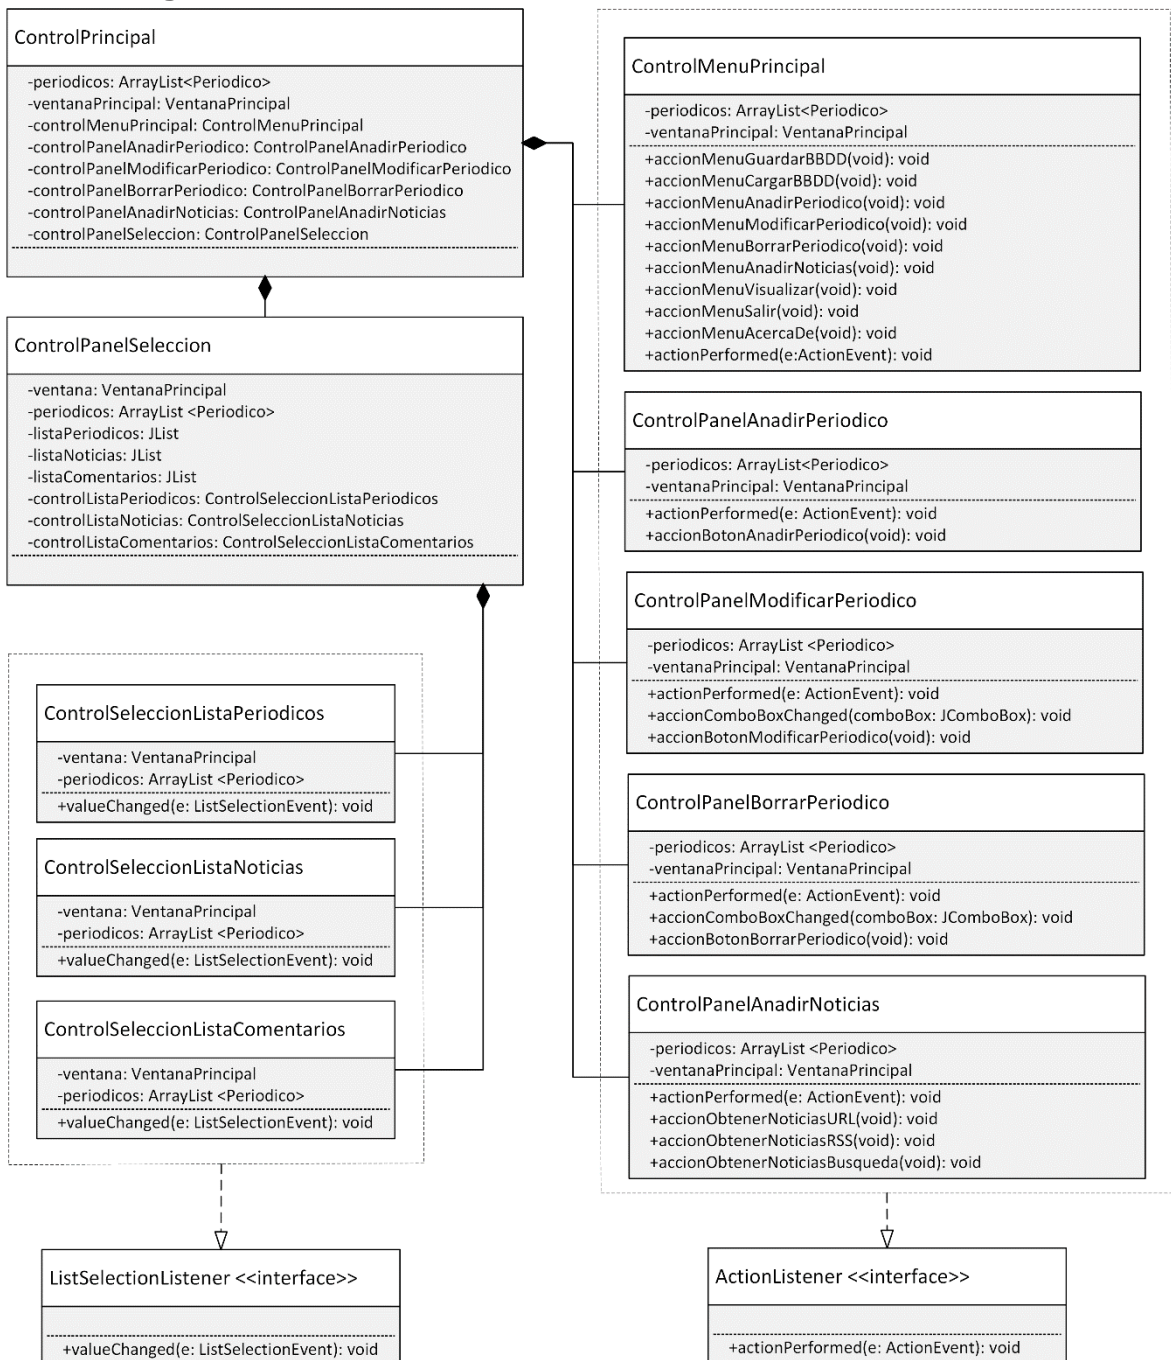 ControlPrincipal
-periodicos: ArrayList<Periodico>
-ventanaPrincipal: VentanaPrincipal
-controlMenuPrincipal: ControlMenuPrincipal
-controlPanelAnadirPeriodico: ControlPanelAnadirPeriodico
-controlPanelModificarPeriodico: ControlPanelModificarPeriodico
-controlPanelBorrarPeriodico: ControlPanelBorrarPeriodico
-controlPanelAnadirNoticias: ControlPanelAnadirNoticias
-controlPanelSeleccion: ControlPanelSeleccion
ControlPanelSeleccion
-ventana: VentanaPrincipal
-periodicos: ArrayList <Periodico>
-listaPeriodicos: JList
-listaNoticias: JList
-listaComentarios: JList
-controlListaPeriodicos: ControlSeleccionListaPeriodicos
-controlListaNoticias: ControlSeleccionListaNoticias
-controlListaComentarios: ControlSeleccionListaComentarios
ControlSeleccionListaPeriodicos
-ventana: VentanaPrincipal
-periodicos: ArrayList <Periodico>
+valueChanged(e: ListSelectionEvent): void
ControlSeleccionListaNoticias
-ventana: VentanaPrincipal
-periodicos: ArrayList <Periodico>
+valueChanged(e: ListSelectionEvent): void
ControlSeleccionListaComentarios
-ventana: VentanaPrincipal
-periodicos: ArrayList <Periodico>
+valueChanged(e: ListSelectionEvent): void
ListSelectionListener <<interface>>
+valueChanged(e: ListSelectionEvent): void
ControlMenuPrincipal
-periodicos: ArrayList<Periodico>
-ventanaPrincipal: VentanaPrincipal
+accionMenuGuardarBBDD(void): void
+accionMenuCargarBBDD(void): void
+accionMenuAnadirPeriodico(void): void
+accionMenuModificarPeriodico(void): void
+accionMenuBorrarPeriodico(void): void
+accionMenuAnadirNoticias(void): void
+accionMenuVisualizar(void): void
+accionMenuSalir(void): void
+accionMenuAcercaDe(void): void
+actionPerformed(e:ActionEvent): void
ControlPanelAnadirPeriodico
-periodicos: ArrayList<Periodico>
-ventanaPrincipal: VentanaPrincipal
+actionPerformed(e: ActionEvent): void
+accionBotonAnadirPeriodico(void): void
ControlPanelModificarPeriodico
-periodicos: ArrayList <Periodico>
-ventanaPrincipal: VentanaPrincipal
+actionPerformed(e: ActionEvent): void
+accionComboBoxChanged(comboBox: JComboBox): void
+accionBotonModificarPeriodico(void): void
ControlPanelBorrarPeriodico
-periodicos: ArrayList <Periodico>
-ventanaPrincipal: VentanaPrincipal
+actionPerformed(e: ActionEvent): void
+accionComboBoxChanged(comboBox: JComboBox): void
+accionBotonBorrarPeriodico(void): void
ControlPanelAnadirNoticias
-periodicos: ArrayList <Periodico>
-ventanaPrincipal: VentanaPrincipal
+actionPerformed(e: ActionEvent): void
+accionObtenerNoticiasURL(void): void
+accionObtenerNoticiasRSS(void): void
+accionObtenerNoticiasBusqueda(void): void
ActionListener <<interface>>
+actionPerformed(e: ActionEvent): void